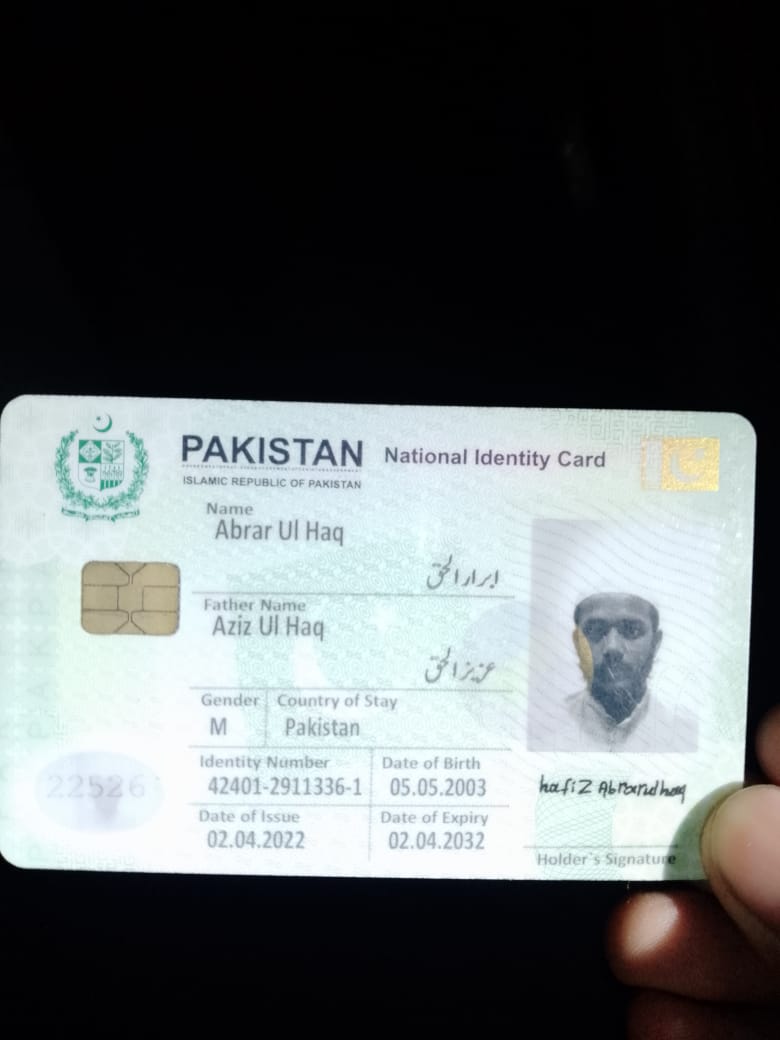 PAKISTAN National Identity Card
ISLAMIC REPUBLIC OF PAKISTAN
Name
Abrar Ul Haq
ابرار الحق
Father Name
Aziz Ul Haq
عزیز الحق
Gender Country of Stay
M Pakistan
Identity Number Date of Birth
42401-2911336-1 05.05.2003
Date of Issue Date of Expiry
02.04.2022 02.04.2032
22526
Holder's Signature